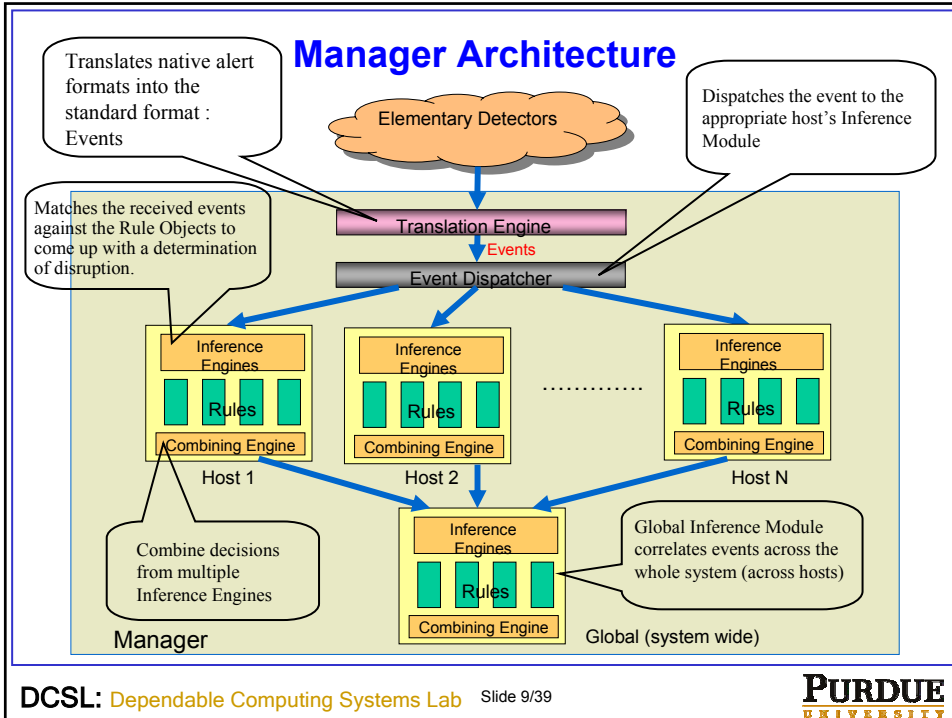 Manager Architecture
Translates native alert
formats into the
standard format :
Events
Elementary Detectors
Dispatches the event to the
appropriate host's Inference
Module
Matches the received events
against the Rule Objects to
come up with a determination
of disruption.
Translation Engine
Events
Event Dispatcher
Inference
Engines
Rules
Combining Engine
Host 1
Inference
Engines
Rules
Combining Engine
Host 2
.............
Inference
Engines
Rules
Combining Engine
Host N
Combine decisions
from multiple
Inference Engines
Inference
Engines
Rules
Combining Engine
Global Inference Module
correlates events across the
whole system (across hosts)
Manager
Global (system wide)
DCSL: Dependable Computing Systems Lab
Slide 9/39
PURDUE
UNIVERSITY